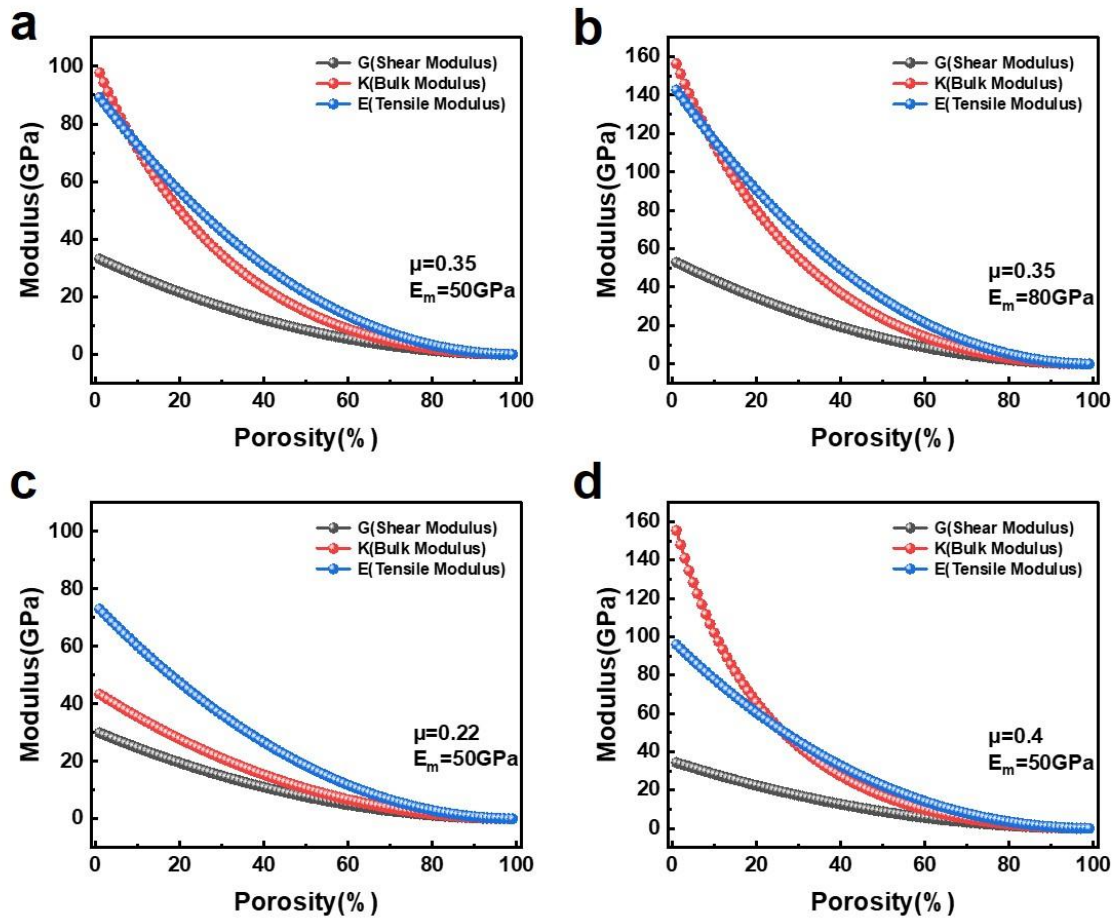 a
100
80
60
40
20
0
Modulus(GPa)
G(Shear Modulus)
K(Bulk Modulus)
E(Tensile Modulus)
μ=0.35
Em=50GPa
0 20 40 60 80 100
Porosity(%)
b
160
140
120
100
80
60
40
20
0
Modulus(GPa)
G(Shear Modulus)
K(Bulk Modulus)
E(Tensile Modulus)
μ=0.35
Em=80GPa
0 20 40 60 80 100
Porosity(%)
c
100
80
60
40
20
0
Modulus(GPa)
G(Shear Modulus)
K(Bulk Modulus)
E(Tensile Modulus)
μ=0.22
Em=50GPa
0 20 40 60 80 100
Porosity(%)
d
160
140
120
100
80
60
40
20
0
Modulus(GPa)
G(Shear Modulus)
K(Bulk Modulus)
E(Tensile Modulus)
μ=0.4
Em=50GPa
0 20 40 60 80 100
Porosity(%)